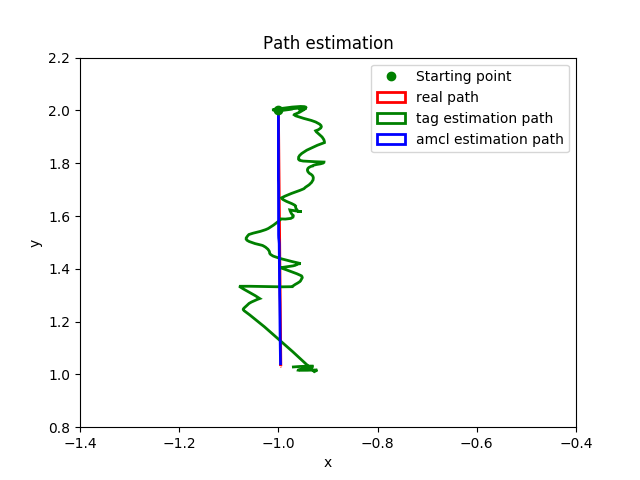 Path estimation
2.2
2.0
1.8
1.6
1.4
1.2
1.0
0.8
y
−1.4
−1.2
−1.0
−0.8
−0.6
−0.4
x
Starting point
real path
tag estimation path
amcl estimation path